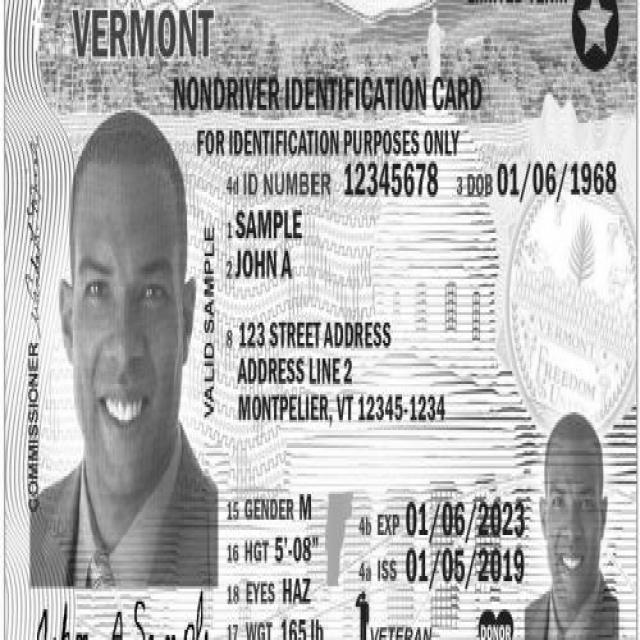 VERMONT
NONDRIVER IDENTIFICATION CARD
FOR IDENTIFICATION PURPOSES ONLY
4d ID NUMBER 12345678 3 DOB 01/06/1968
1 SAMPLE
2 JOHN A
8 123 STREET ADDRESS
ADDRESS LINE 2
MONTPELIER, VT 12345-1234
VALID SAMPLE
COMMISSIONER
VERMONT
FREEDOM
15 GENDER M
16 HGT 5'-08"
18 EYES HAZ
17 WGT 165 lb
4b EXP 01/06/2023
4a ISS 01/05/2019
VETERAN
DONOR
John A Sample